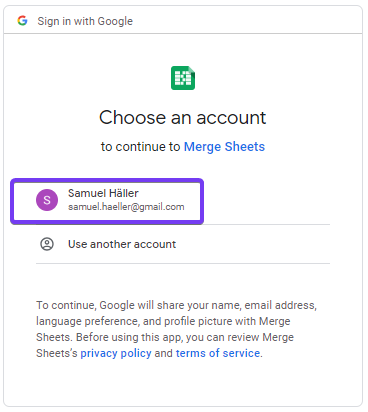 Sign in with Google
Choose an account
to continue to Merge Sheets
S
Samuel Häller
samuel.haeller@gmail.com
Use another account
To continue, Google will share your name, email address,
language preference, and profile picture with Merge
Sheets. Before using this app, you can review Merge
Sheets's privacy policy and terms of service.